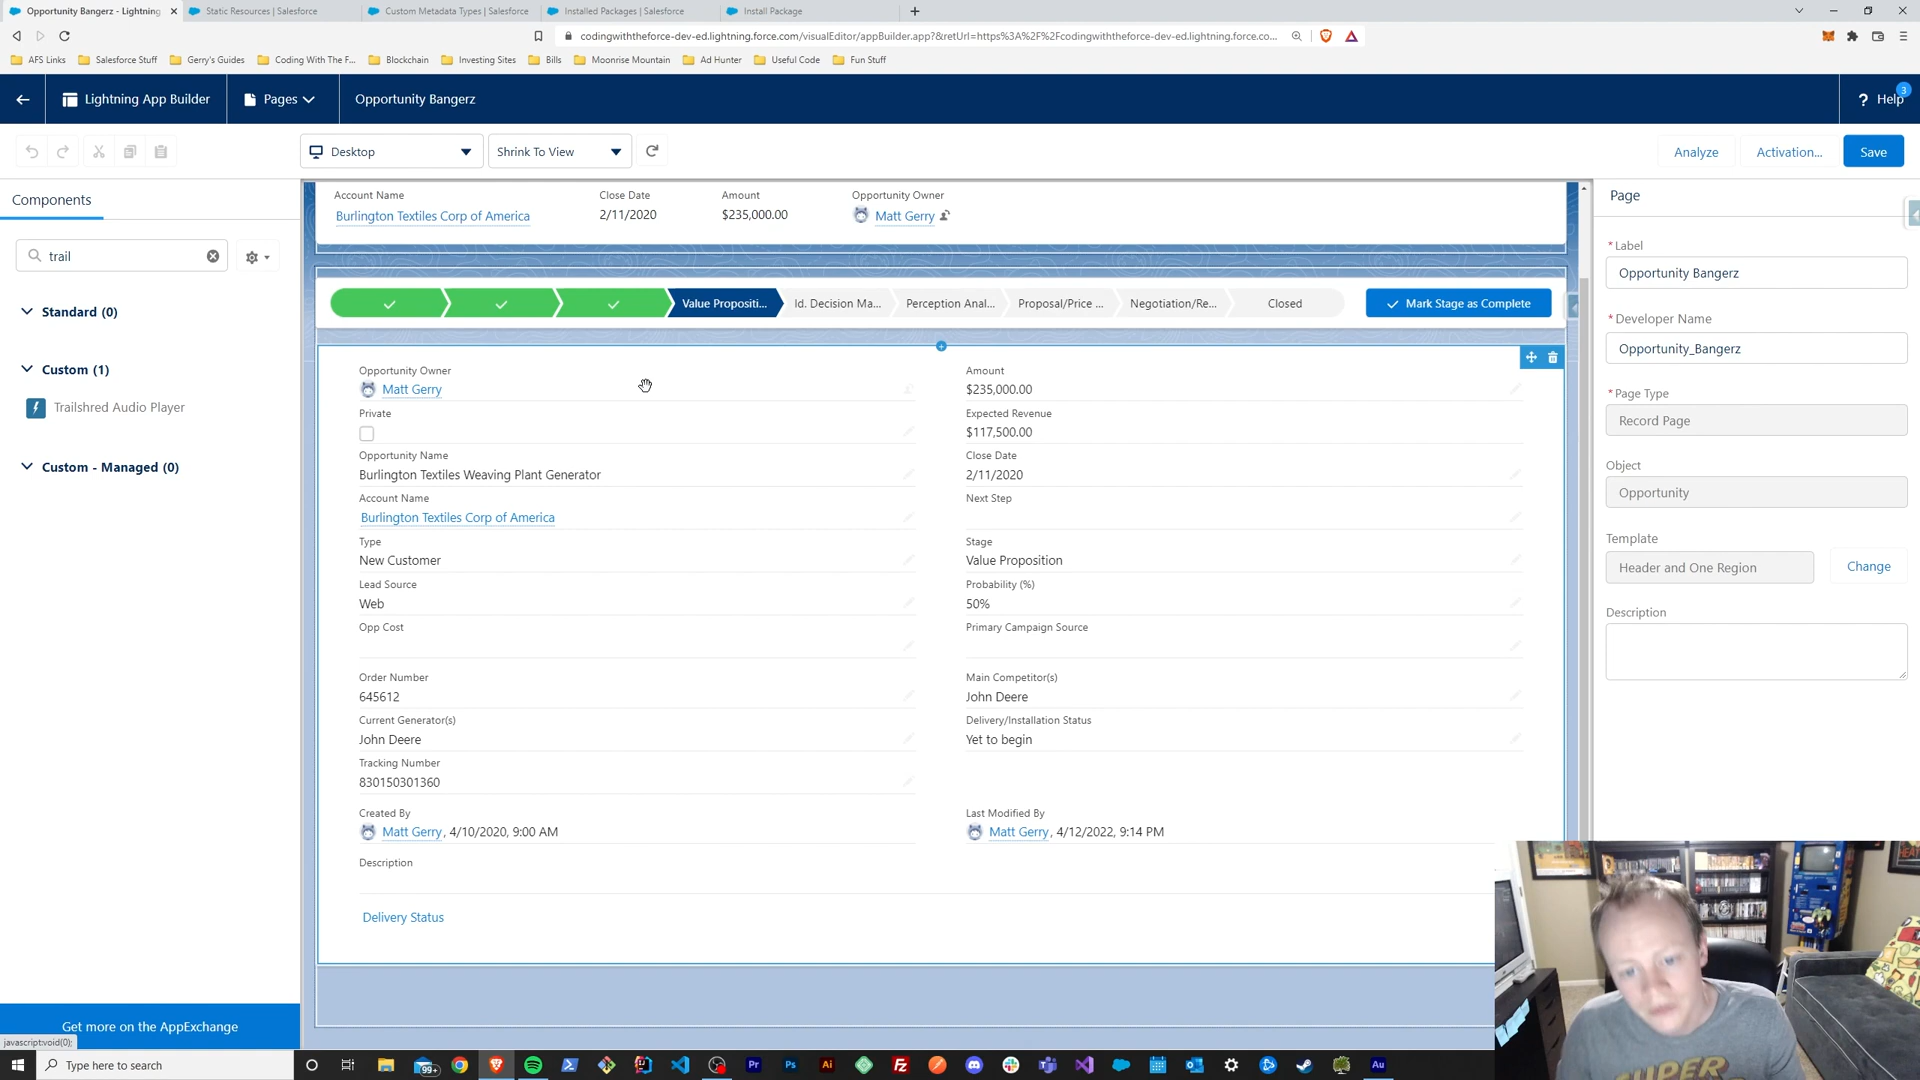 Opportunity Bangerz - Lightning
Static Resources | Salesforce
Custom Metadata Types | Salesforce
Installed Packages | Salesforce
Install Package
codingwiththeforce-dev-ed.lightning.force.com/visualEditor/appBuilder.app?&retUrl=https%3A%2F%2Fcodingwiththeforce-dev-ed.lightning.force.co...
AFS Links
Salesforce Stuff
Gerry's Guides
Coding With The F...
Blockchain
Investing Sites
Bills
Moonrise Mountain
Ad Hunter
Useful Code
Fun Stuff
Lightning App Builder
Pages
Opportunity Bangerz
? Help
3
Desktop
Shrink To View
Analyze
Activation...
Save
Components
trail
Standard (0)
Custom (1)
Trailshred Audio Player
Custom - Managed (0)
Get more on the AppExchange
javascript:void(0);
Account Name
Close Date
Amount
Opportunity Owner
Burlington Textiles Corp of America
2/11/2020
$235,000.00
Matt Gerry
Value Propositi...
Id. Decision Ma...
Perception Anal...
Proposal/Price ...
Negotiation/Re...
Closed
Mark Stage as Complete
Opportunity Owner
Matt Gerry
Amount
$235,000.00
Private
Expected Revenue
$117,500.00
Opportunity Name
Burlington Textiles Weaving Plant Generator
Close Date
2/11/2020
Account Name
Burlington Textiles Corp of America
Next Step
Type
New Customer
Stage
Value Proposition
Lead Source
Web
Probability (%)
50%
Opp Cost
Primary Campaign Source
Order Number
645612
Main Competitor(s)
John Deere
Current Generator(s)
John Deere
Delivery/Installation Status
Yet to begin
Tracking Number
830150301360
Created By
Matt Gerry, 4/10/2020, 9:00 AM
Last Modified By
Matt Gerry, 4/12/2022, 9:14 PM
Description
Delivery Status
Page
* Label
Opportunity Bangerz
* Developer Name
Opportunity_Bangerz
* Page Type
Record Page
Object
Opportunity
Template
Header and One Region
Change
Description
SUPER
Type here to search
99+
Pr
Ps
Ai
Fz
Au